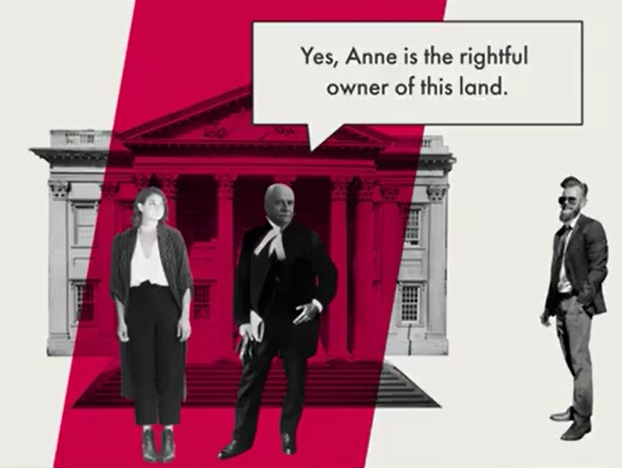 Yes, Anne is the rightful
owner of this land.